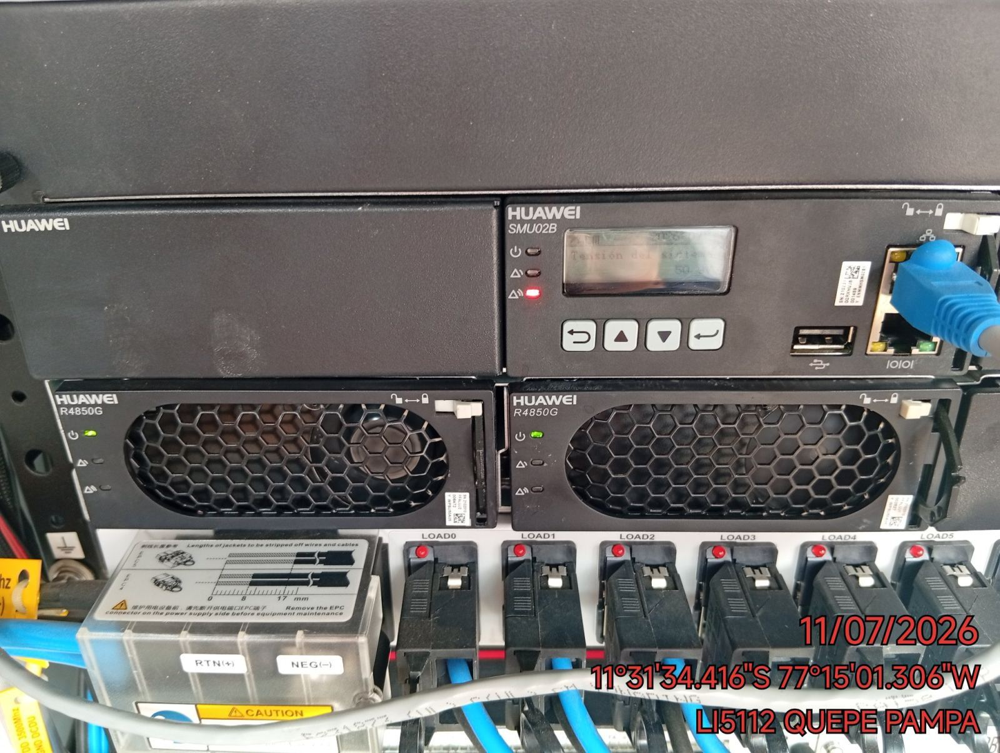 HUAWEI
HUAWEI
SMU02B
Tensión del sistema
HUAWEI
R4850G
HUAWEI
R4850G
LOAD0
LOAD1
LOAD2
LOAD3
LOAD4
LOAD5
Lengths of jackets to be stripped off wires and cables
0 8 17 mm
维护用电设备前，请先断开供电端口EPC端子 Remove the EPC
connector on the power supply side before equipment maintenance
RTN(+)
NEG(−)
CAUTION
11/07/2026
11°31'34.416"S 77°15'01.306"W
LI5112 QUEPE PAMPA